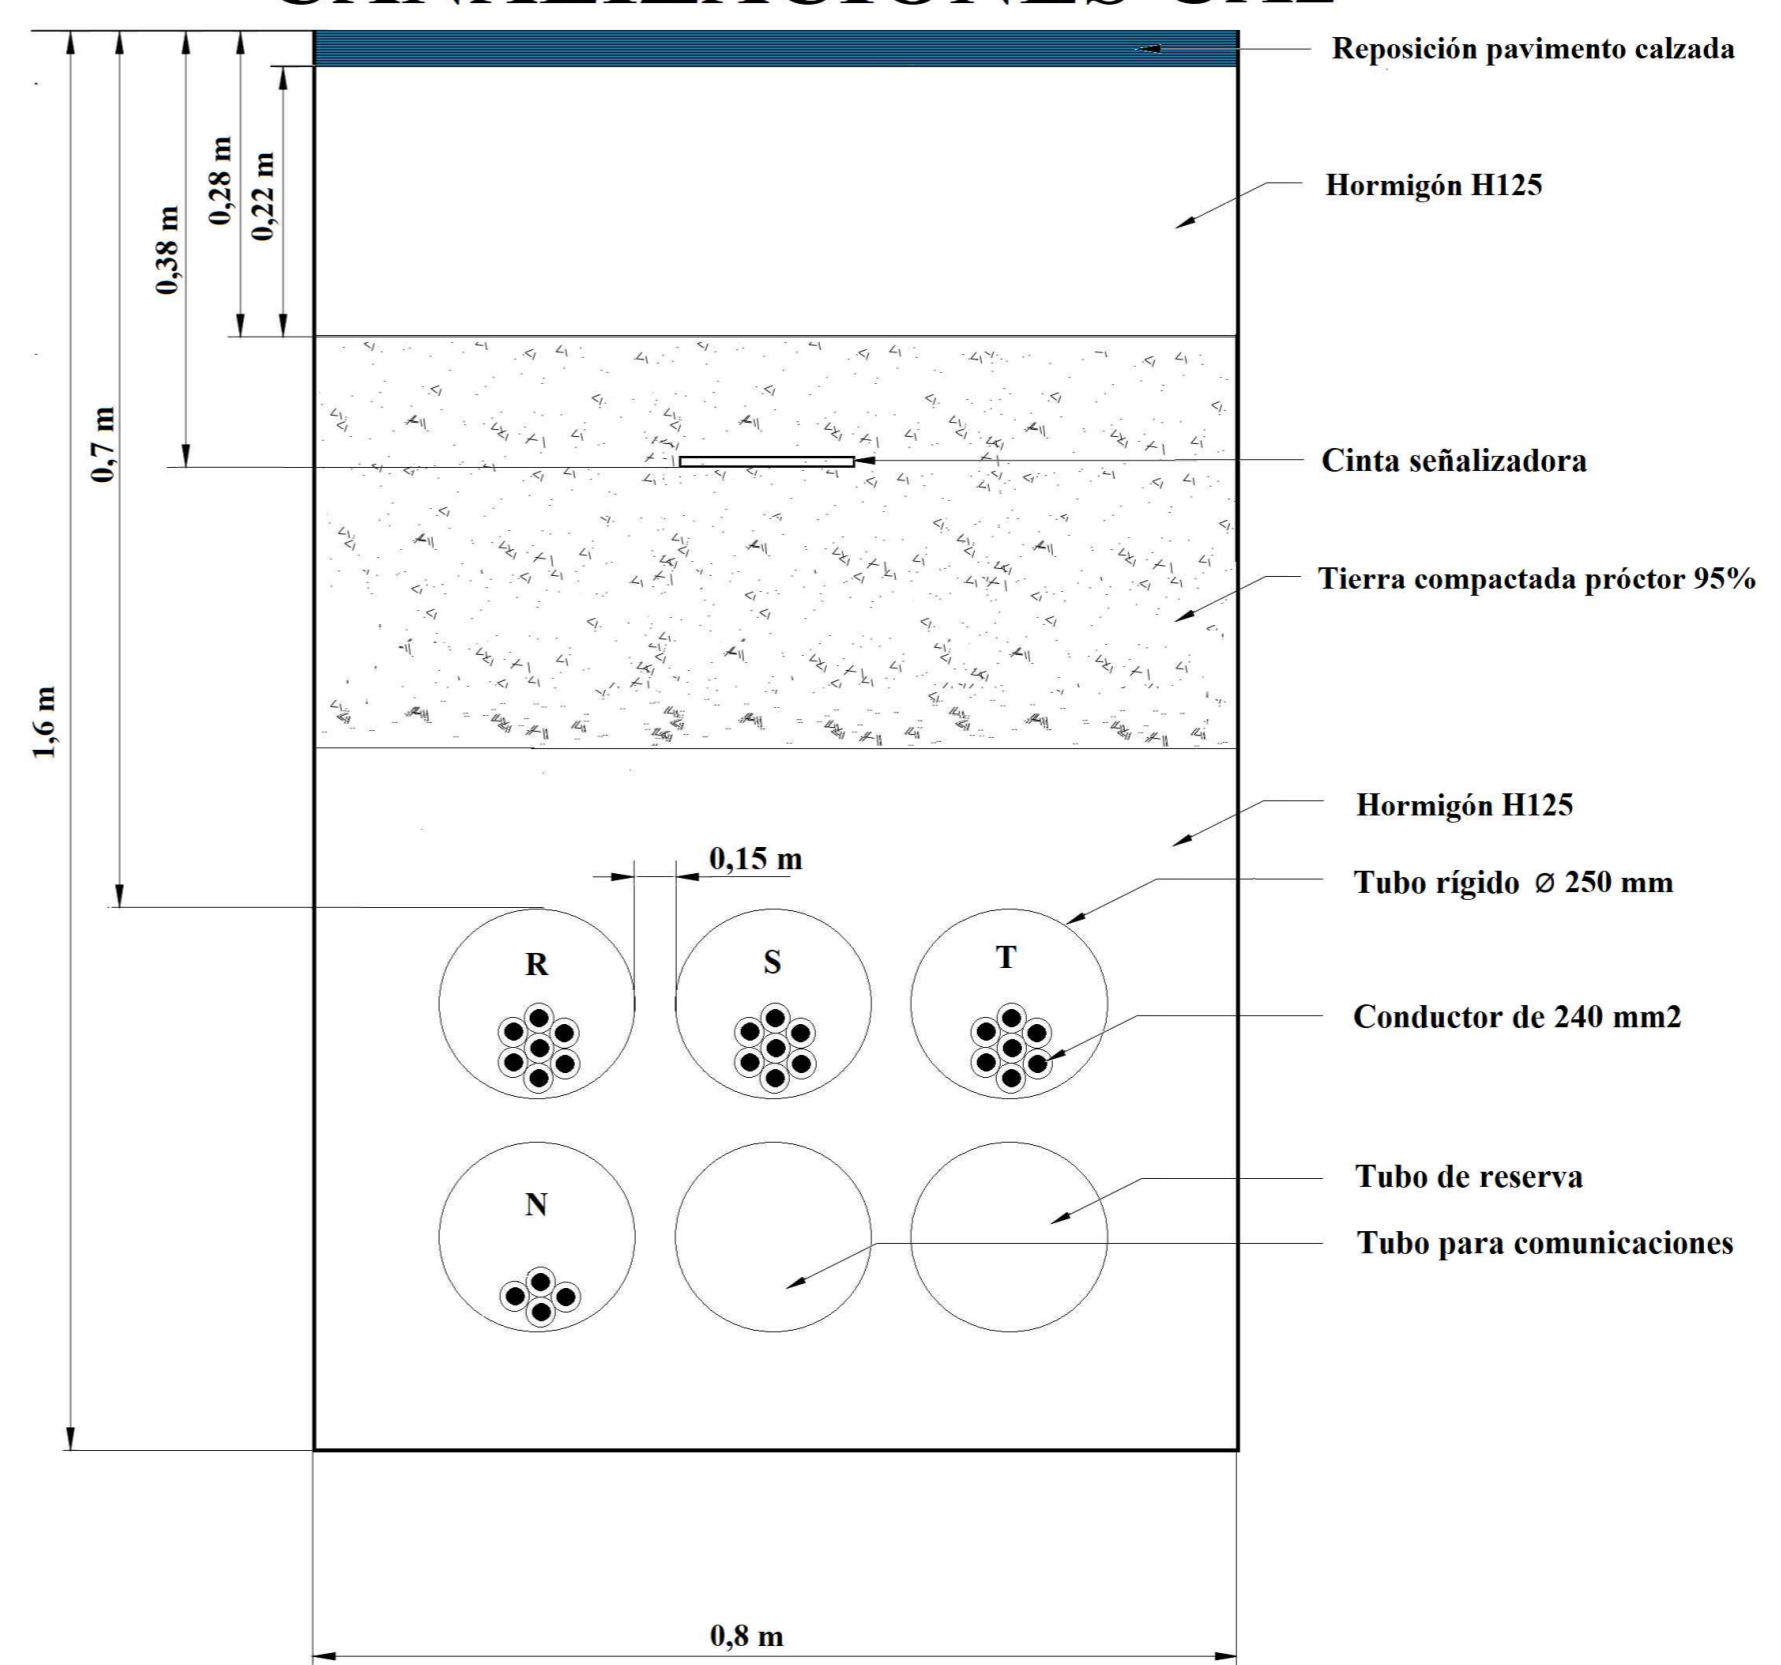 CANALIZACIONES
Reposición pavimento calzada
Hormigón H125
0,28 m
0,22 m
0,38 m
0,7 m
Cinta señalizadora
Tierra compactada próctor 95%
1,6 m
Hormigón H125
0,15 m
Tubo rígido Ø 250 mm
R
S
T
Conductor de 240 mm2
N
Tubo de reserva
Tubo para comunicaciones
0,8 m